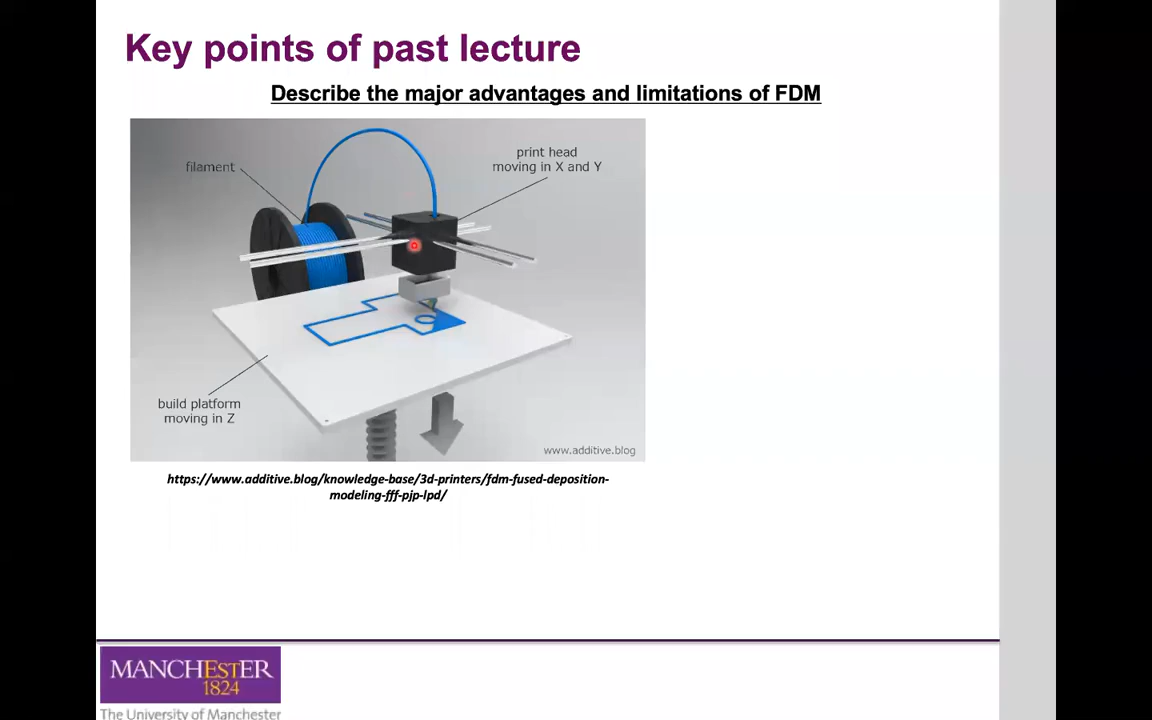 Key points of past lecture
Describe the major advantages and limitations of FDM
filament
print head
moving in X and Y
build platform
moving in Z
www.additive.blog
https://www.additive.blog/knowledge-base/3d-printers/fdm-fused-deposition-
modeling-fff-pjp-lpd/
MANCHESTER
1824
The University of Manchester